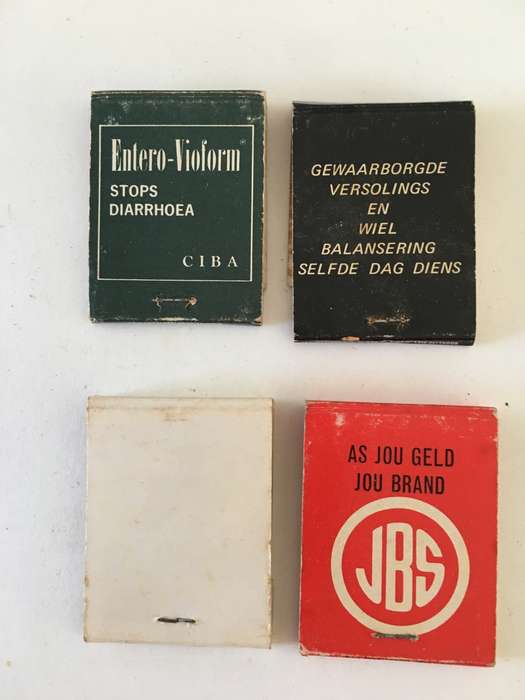 Entero-Vioform®
STOPS
DIARRHOEA
CIBA
GEWAARBORGDE
VERSOLINGS
EN
WIEL
BALANSERING
SELFDE DAG DIENS
AS JOU GELD
JOU BRAND
JBS